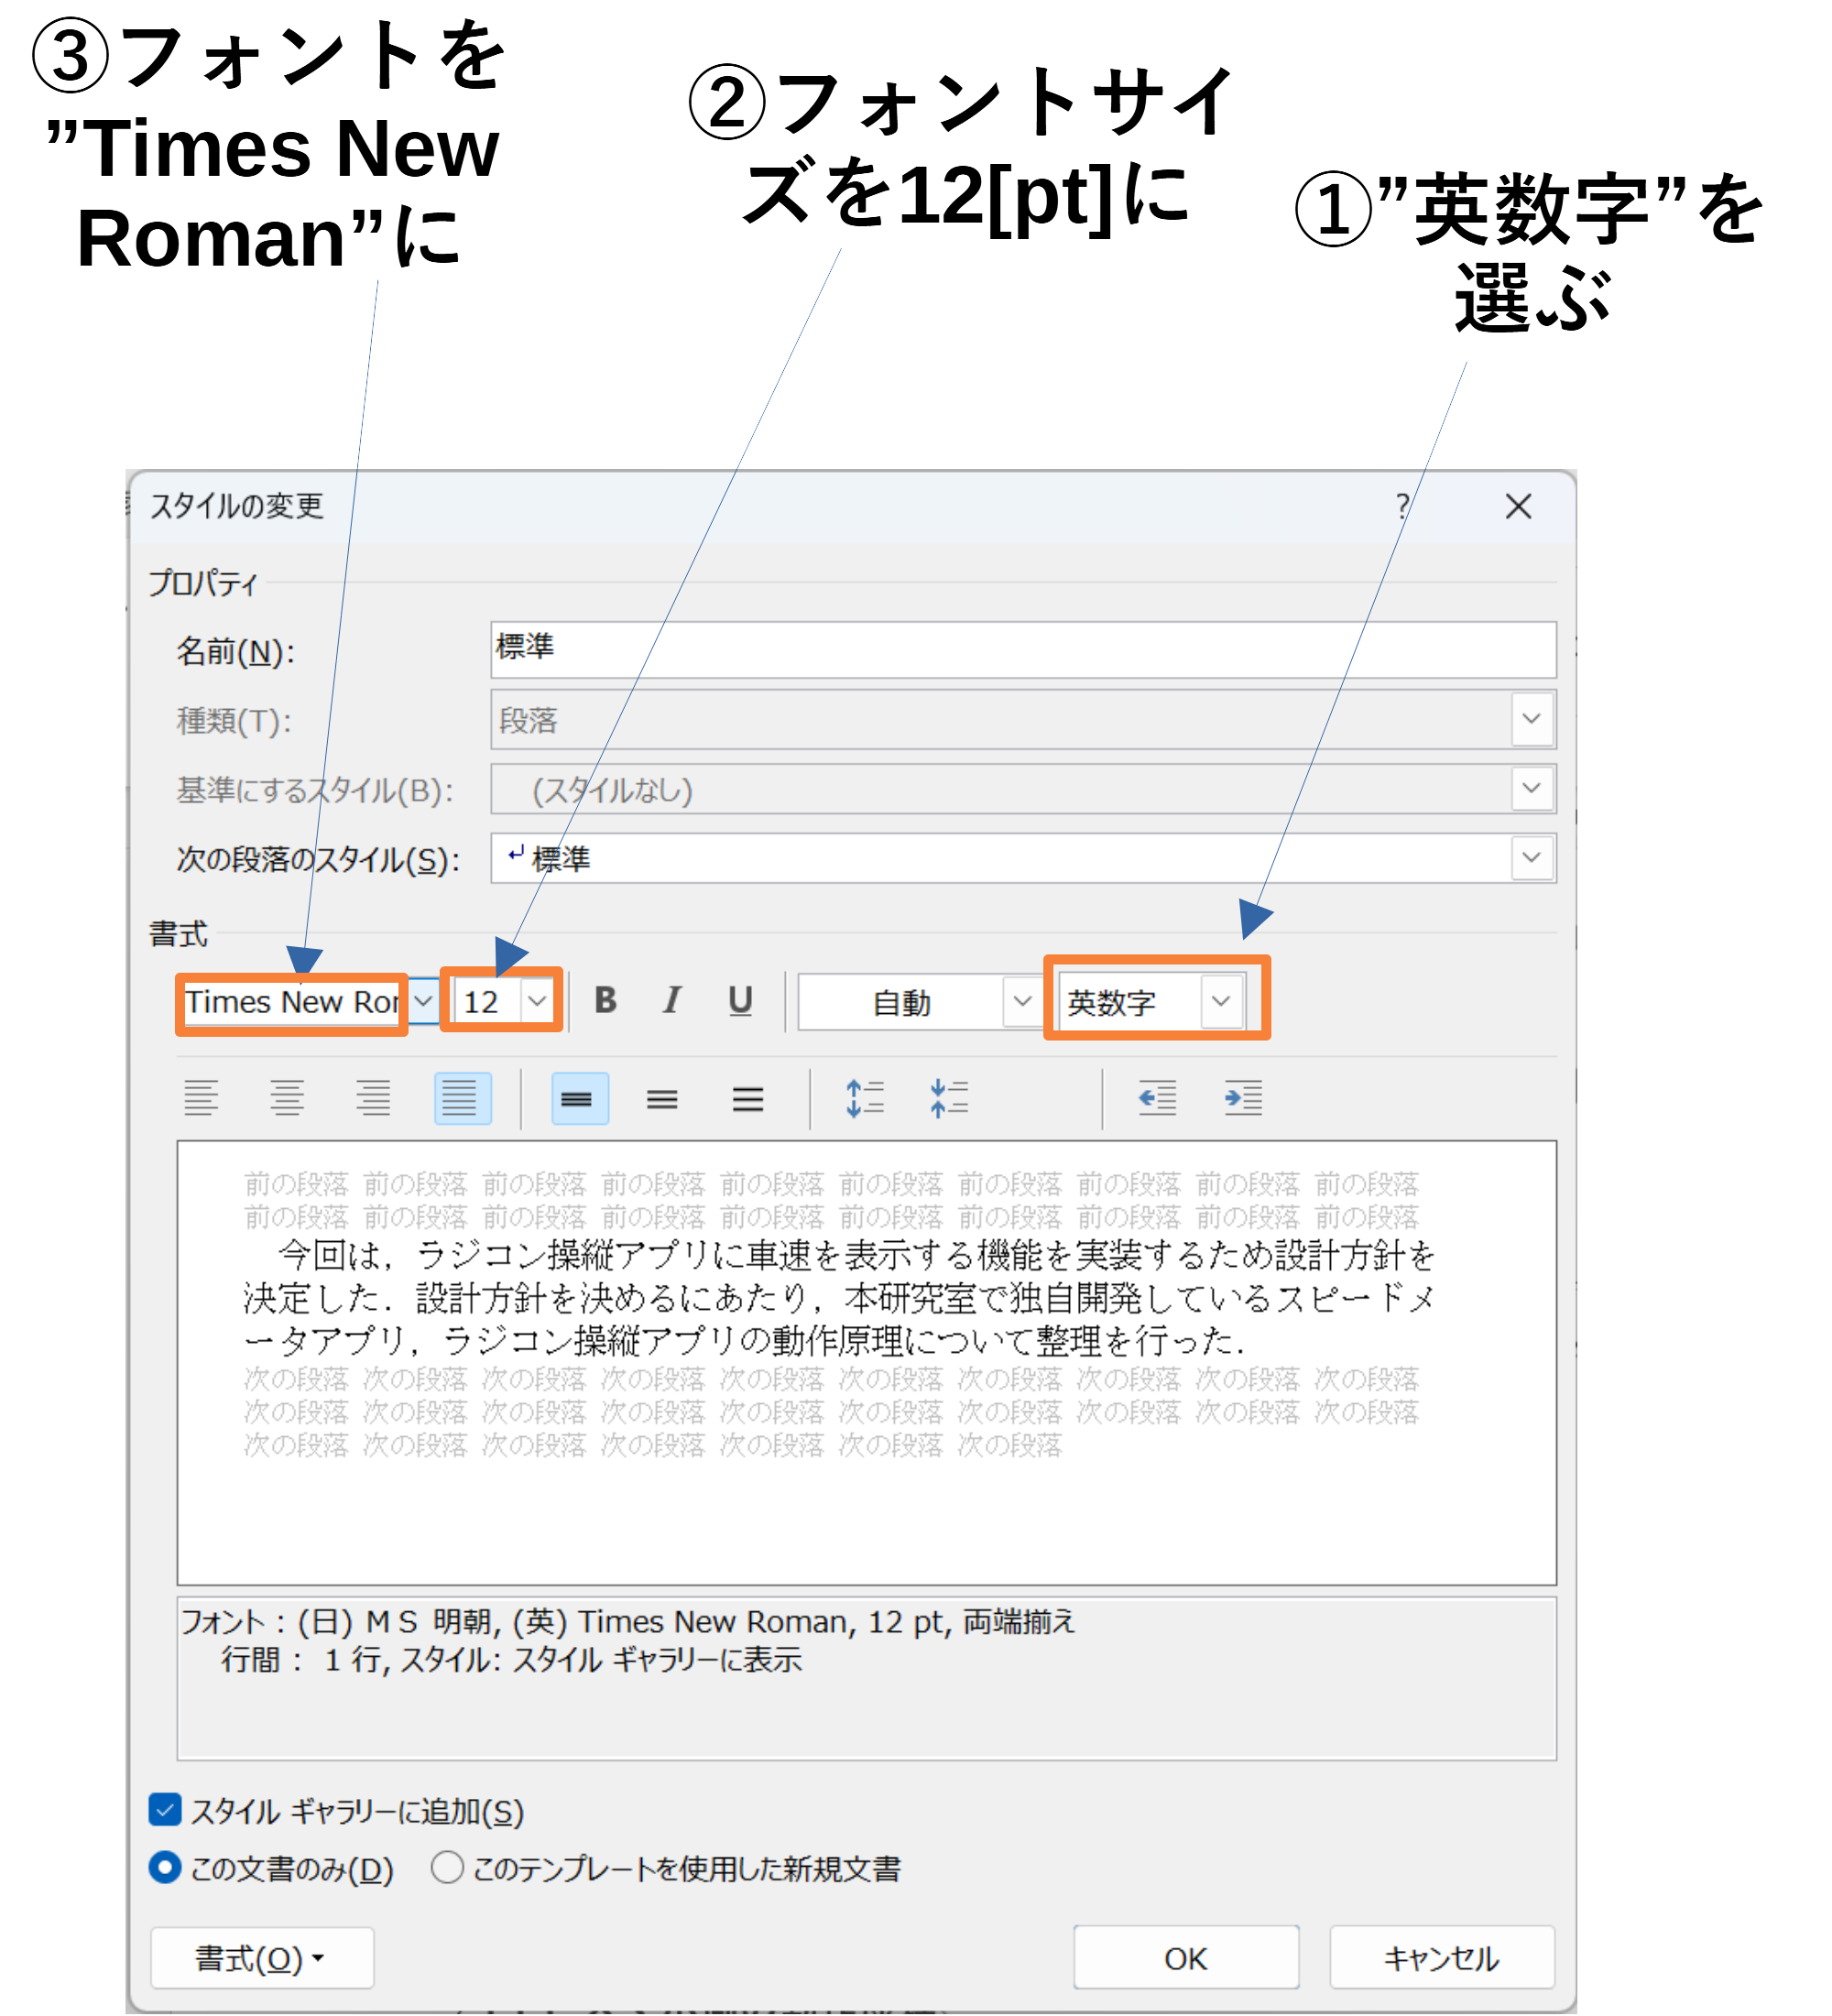 ③フォントを
”Times New
Roman”に
②フォントサイ
ズを12[pt]に
①”英数字”を
選ぶ
スタイルの変更
?
プロパティ
名前(N):
標準
種類(T):
段落
基準にするスタイル(B):
(スタイルなし)
次の段落のスタイル(S):
標準
書式
Times New Ror
12
B I U
自動
英数字
前の段落 前の段落 前の段落 前の段落 前の段落 前の段落 前の段落 前の段落 前の段落 前の段落
前の段落 前の段落 前の段落 前の段落 前の段落 前の段落 前の段落 前の段落 前の段落 前の段落
今回は，ラジコン操縦アプリに車速を表示する機能を実装するため設計方針を
決定した．設計方針を決めるにあたり，本研究室で独自開発しているスピードメ
ータアプリ，ラジコン操縦アプリの動作原理について整理を行った．
次の段落 次の段落 次の段落 次の段落 次の段落 次の段落 次の段落 次の段落 次の段落 次の段落
次の段落 次の段落 次の段落 次の段落 次の段落 次の段落 次の段落 次の段落 次の段落 次の段落
次の段落 次の段落 次の段落 次の段落 次の段落 次の段落 次の段落
フォント : (日) ＭＳ 明朝, (英) Times New Roman, 12 pt, 両端揃え
行間 : 1 行, スタイル: スタイル ギャラリーに表示
スタイル ギャラリーに追加(S)
この文書のみ(D)
このテンプレートを使用した新規文書
書式(O)
OK
キャンセル